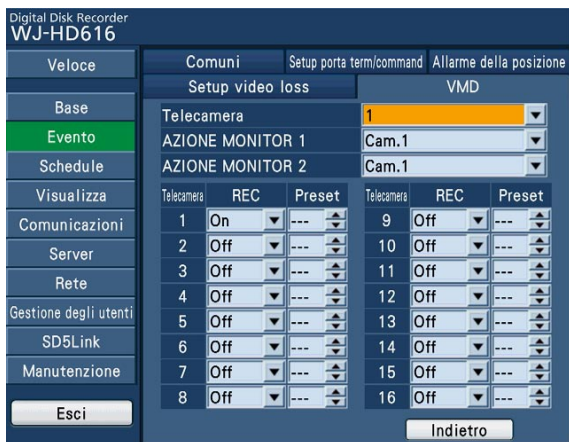 Digital Disk Recorder
WJ-HD616
Veloce
Base
Evento
Schedule
Visualizza
Comunicazioni
Server
Rete
Gestione degli utenti
SD5Link
Manutenzione
Esci
Comuni Setup porta term/command Allarme della posizione
Setup video loss VMD
Telecamera 1
AZIONE MONITOR 1 Cam.1
AZIONE MONITOR 2 Cam.1
Telecamera REC Preset Telecamera REC Preset
1 On --- 9 Off ---
2 Off --- 10 Off ---
3 Off --- 11 Off ---
4 Off --- 12 Off ---
5 Off --- 13 Off ---
6 Off --- 14 Off ---
7 Off --- 15 Off ---
8 Off --- 16 Off ---
Indietro